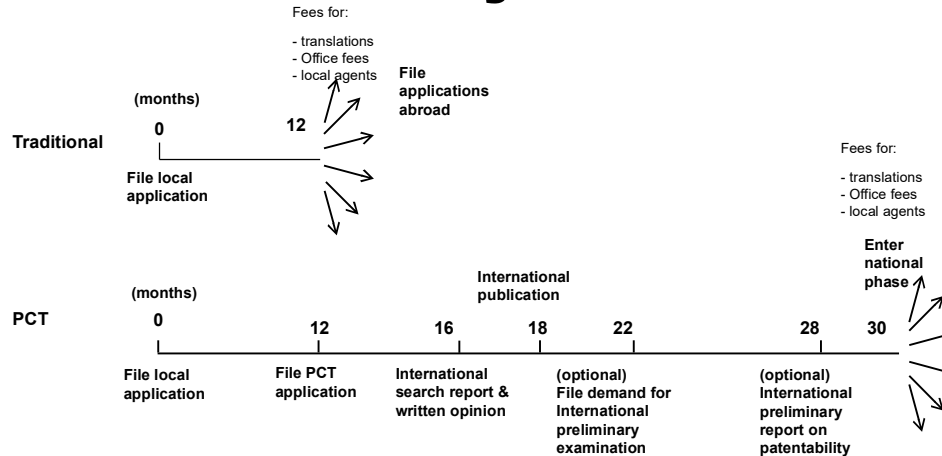 Fees for:
- translations
- Office fees
- local agents
File
applications
abroad
(months)
0
12
Traditional
File local
application
Fees for:
- translations
- Office fees
- local agents
Enter
national
phase
International
publication
(months)
PCT
0
12
16
18
22
28
30
File local
application
File PCT
application
International
search report &
written opinion
(optional)
File demand for
International
preliminary
examination
(optional)
International
preliminary
report on
patentability